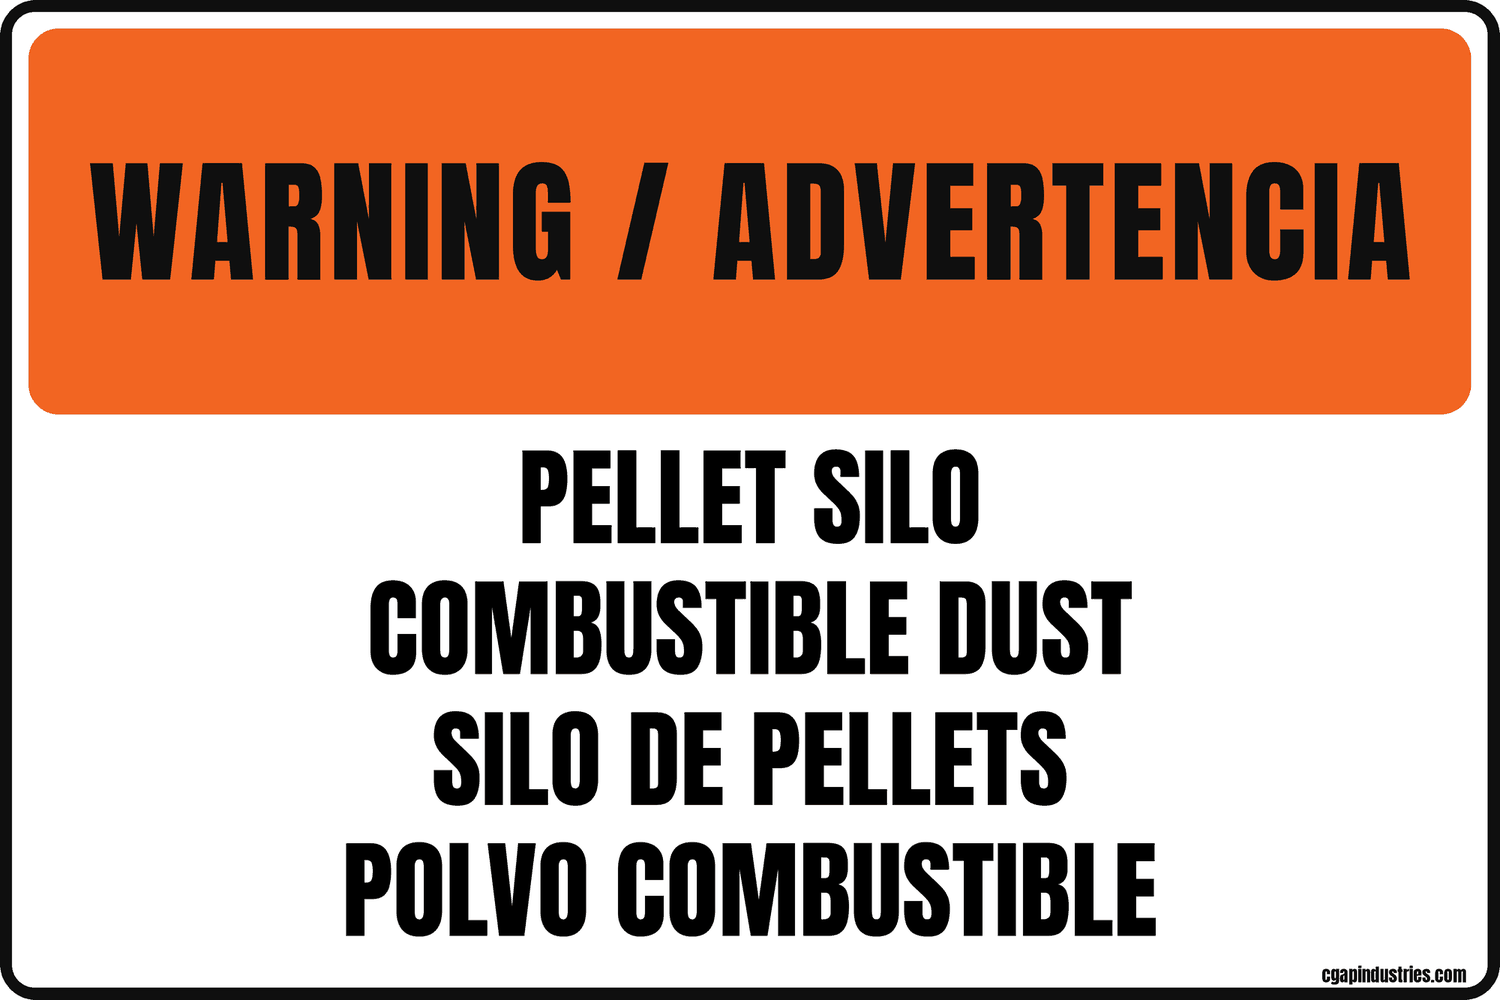 WARNING / ADVERTENCIA
PELLET SILO
COMBUSTIBLE DUST
SILO DE PELLETS
POLVO COMBUSTIBLE
cgapindustries.com